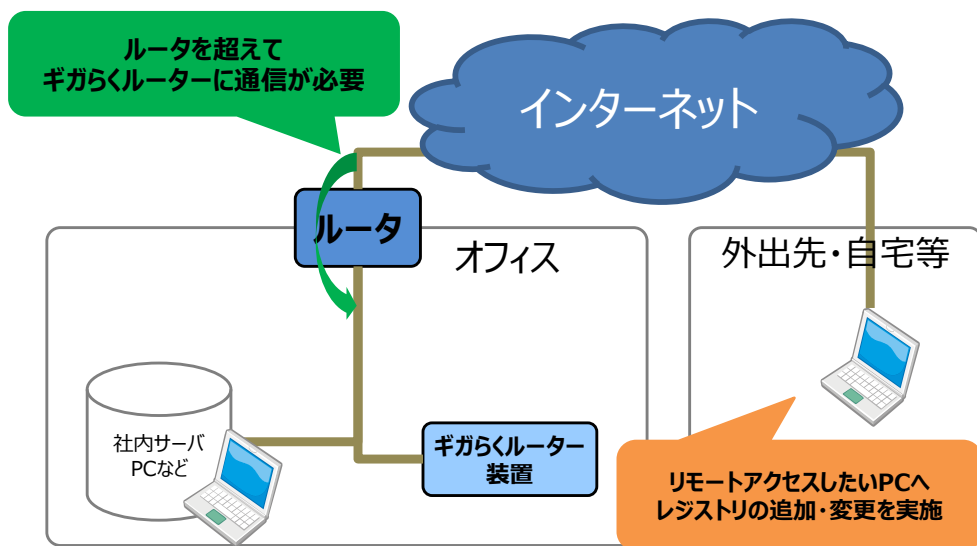 ルータを超えて
ギガらくルーターに通信が必要
インターネット
ルータ
オフィス
外出先・自宅等
社内サーバ
PCなど
ギガらくルーター
装置
リモートアクセスしたいPCへ
レジストリの追加・変更を実施